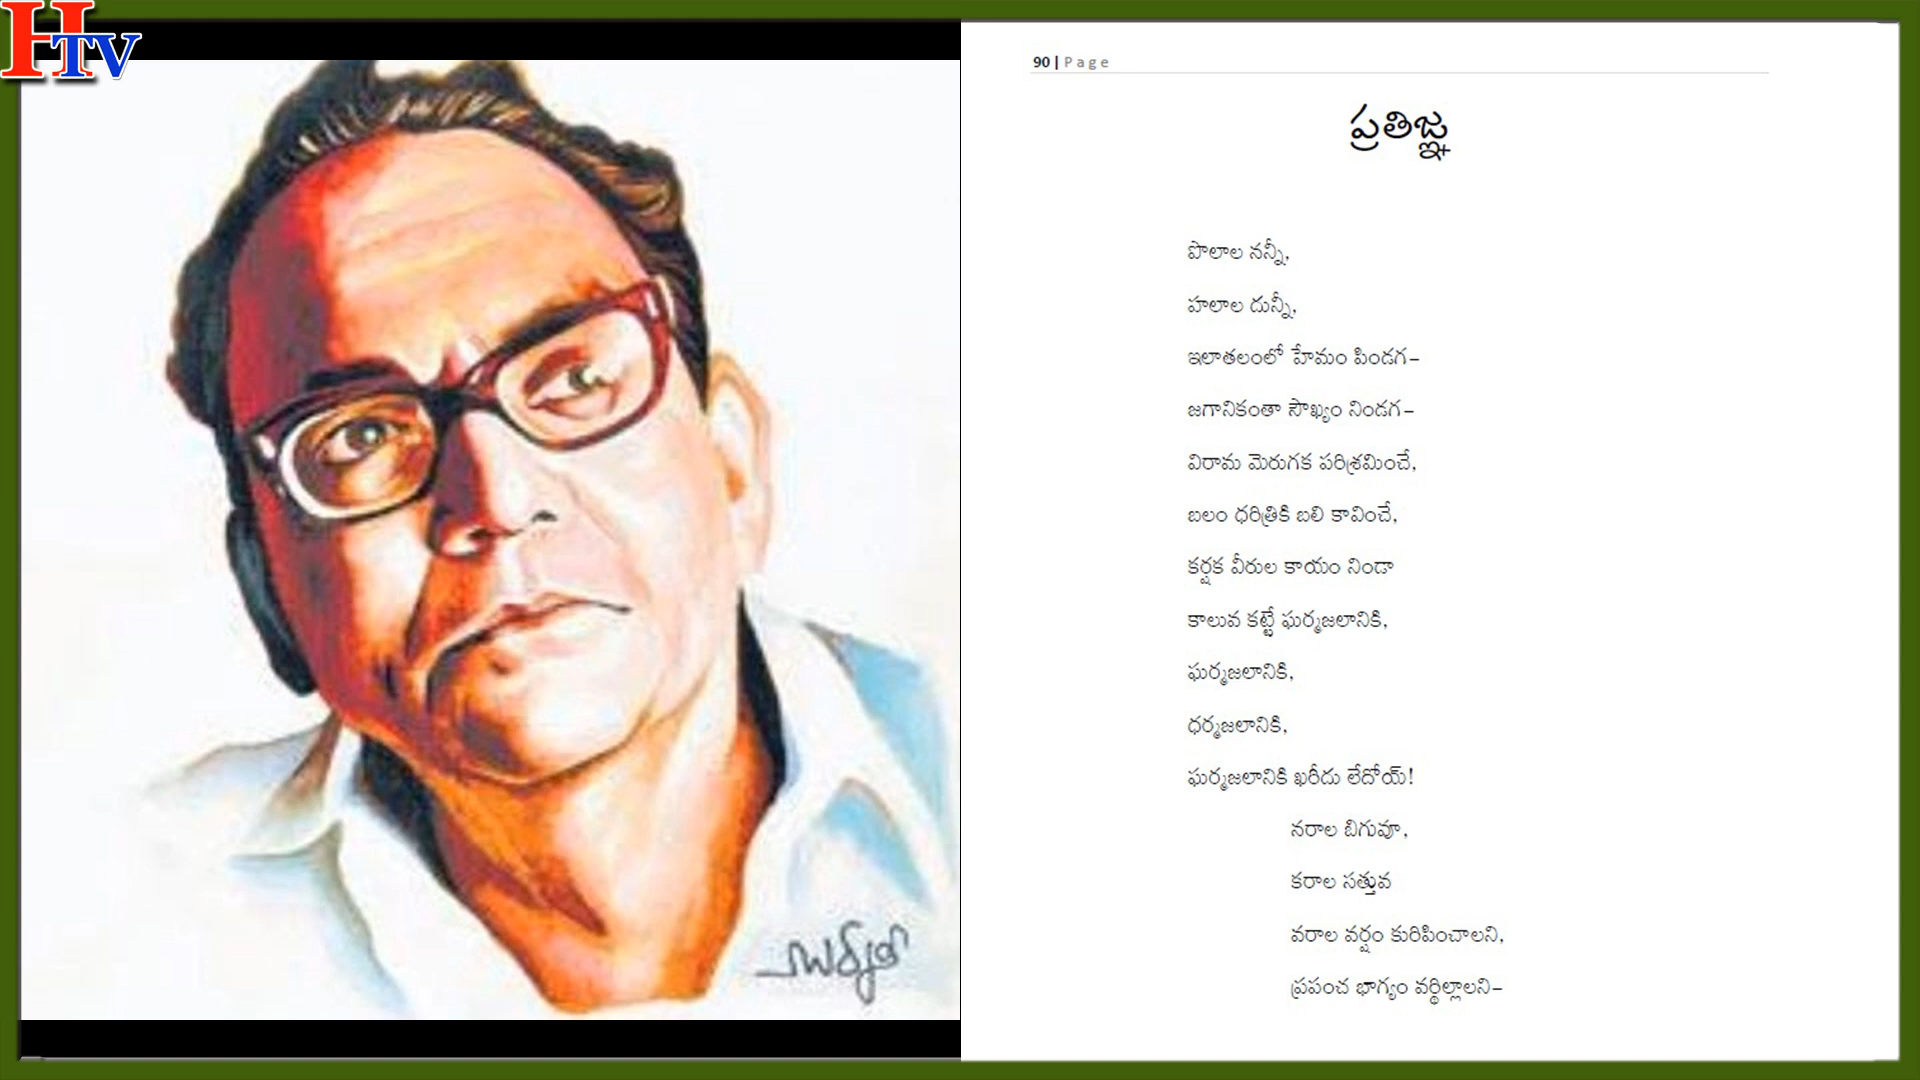 HTV
90 | Page
ప్రతిజ్ఞ
పొలాల నన్నీ,
హలాల దున్నీ,
ఇలాతలంలో హేమం పిండగ–
జగానికంతా సౌఖ్యం నిండగ–
విరామ మెరుగక పరిశ్రమించే,
బలం ధరిత్రికి బలి కావించే,
కర్షక వీరుల కాయం నిండా
కాలువ కట్టే ఘర్మజలానికి,
ఘర్మజలానికి,
ధర్మజలానికి,
ఘర్మజలానికి ఖరీదు లేదోయ్!
నరాల బిగువూ,
కరాల సత్తువ
వరాల వర్షం కురిపించాలని,
ప్రపంచ భాగ్యం వర్థిల్లాలని–